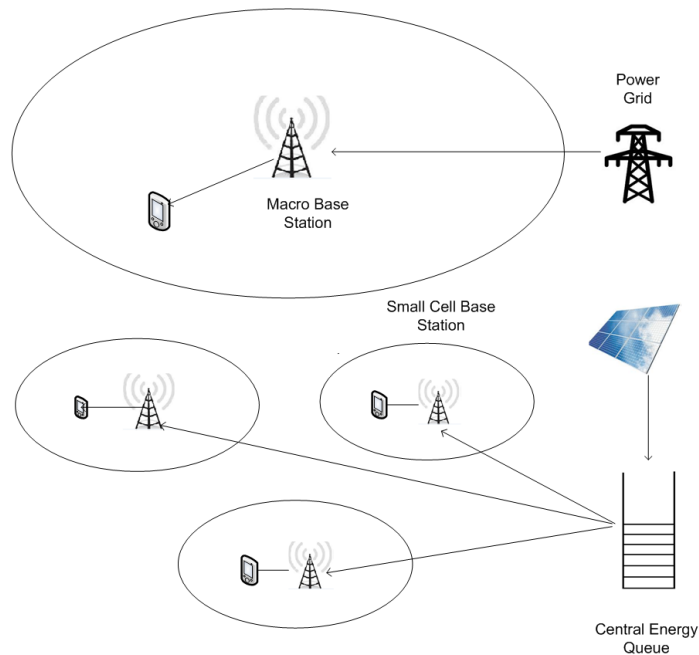 Power
Grid
Macro Base
Station
Small Cell Base
Station
Central Energy
Queue